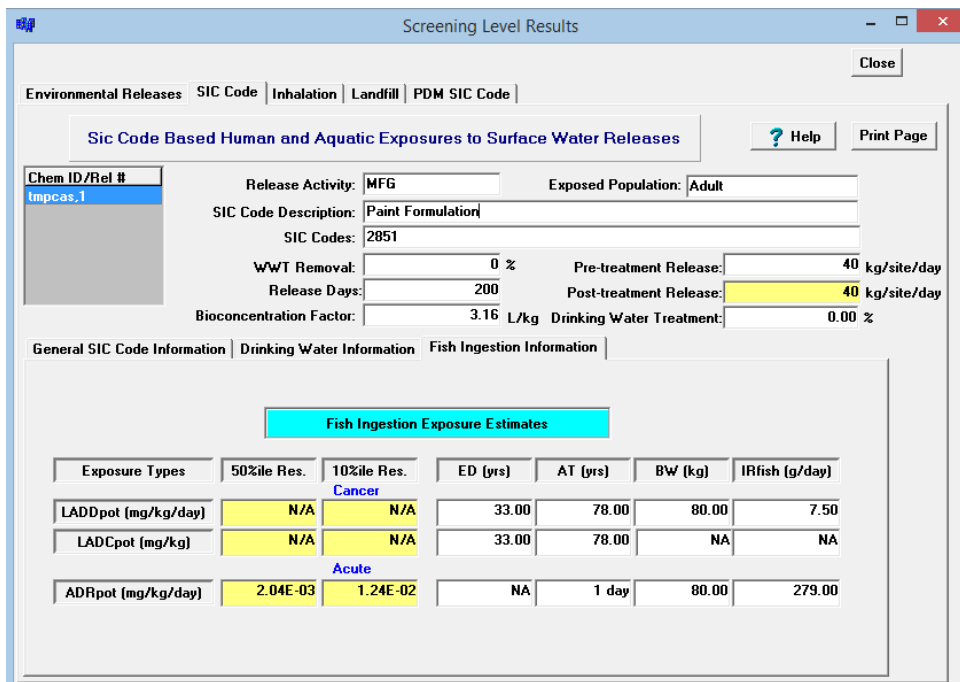 Screening Level Results
Close
Environmental Releases SIC Code Inhalation Landfill PDM SIC Code
Sic Code Based Human and Aquatic Exposures to Surface Water Releases
? Help Print Page
Chem ID/Rel #
tmpcas,1
Release Activity: MFG Exposed Population: Adult
SIC Code Description: Paint Formulation
SIC Codes: 2851
WWT Removal: 0 % Pre-treatment Release: 40 kg/site/day
Release Days: 200 Post-treatment Release: 40 kg/site/day
Bioconcentration Factor: 3.16 L/kg Drinking Water Treatment: 0.00 %
General SIC Code Information Drinking Water Information Fish Ingestion Information
Fish Ingestion Exposure Estimates
Exposure Types 50%ile Res. 10%ile Res. ED (yrs) AT (yrs) BW (kg) IRfish (g/day)
Cancer
LADDpot (mg/kg/day) N/A N/A 33.00 78.00 80.00 7.50
LADCpot (mg/kg) N/A N/A 33.00 78.00 NA NA
Acute
ADRpot (mg/kg/day) 2.04E-03 1.24E-02 NA 1 day 80.00 279.00